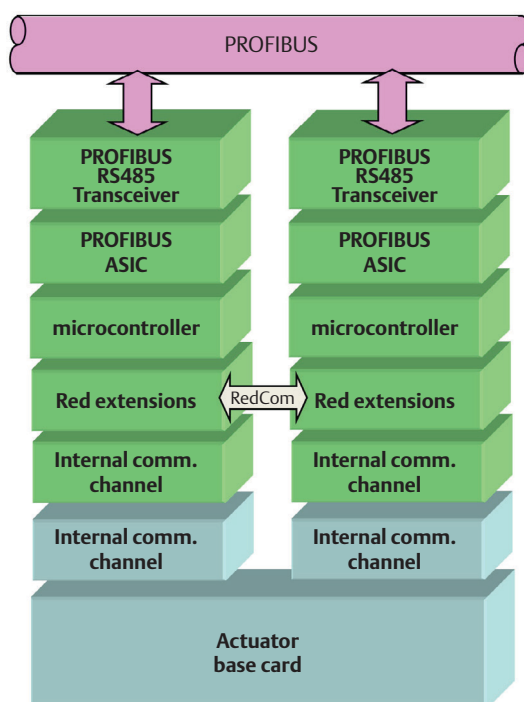 PROFIBUS
PROFIBUS
RS485
Transceiver
PROFIBUS
ASIC
microcontroller
Red extensions
Internal comm.
channel
Internal comm.
channel
RedCom
PROFIBUS
RS485
Transceiver
PROFIBUS
ASIC
microcontroller
Red extensions
Internal comm.
channel
Internal comm.
channel
Actuator
base card